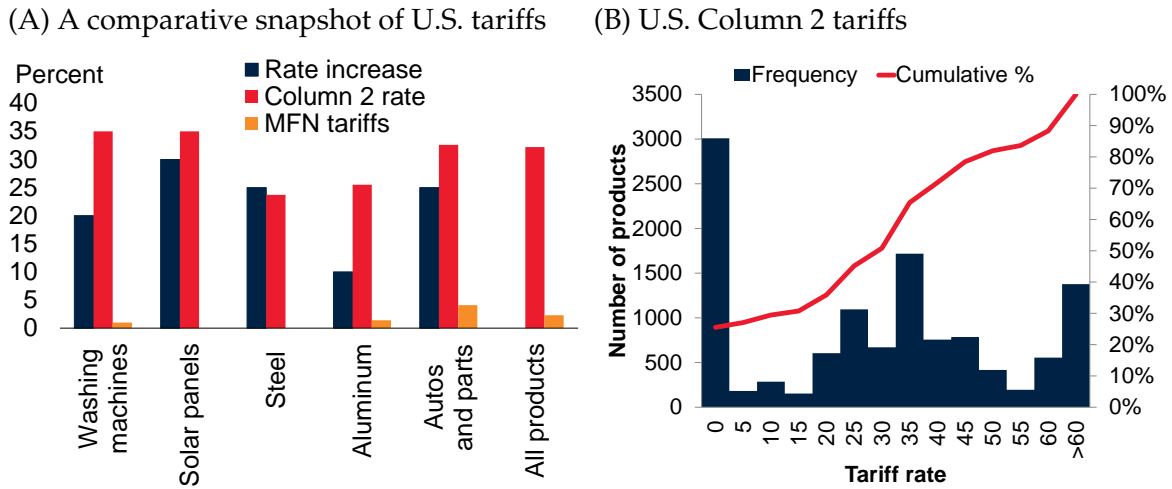 (A) A comparative snapshot of U.S. tariffs
Percent
Rate increase
Column 2 rate
MFN tariffs
40
35
30
25
20
15
10
5
0
Washing
machines
Solar panels
Steel
Aluminum
Autos
and parts
All products
(B) U.S. Column 2 tariffs
Frequency
Cumulative %
Number of products
3500
3000
2500
2000
1500
1000
500
0
100%
90%
80%
70%
60%
50%
40%
30%
20%
10%
0%
0
5
10
15
20
25
30
35
40
45
50
55
60
>60
Tariff rate